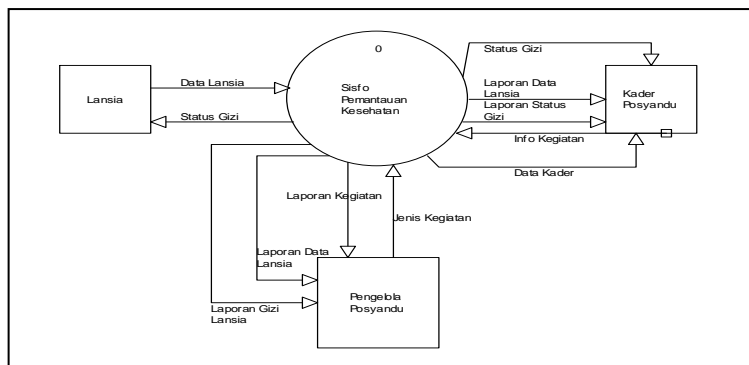 0
Sisfo
Pemantauan
Kesehatan
Lansia
Data Lansia
Status Gizi
Status Gizi
Laporan Data
Lansia
Laporan Status
Gizi
Info Kegiatan
Data Kader
Kader
Posyandu
Laporan Kegiatan
Jenis Kegiatan
Laporan Data
Lansia
Laporan Gizi
Lansia
Pengelola
Posyandu